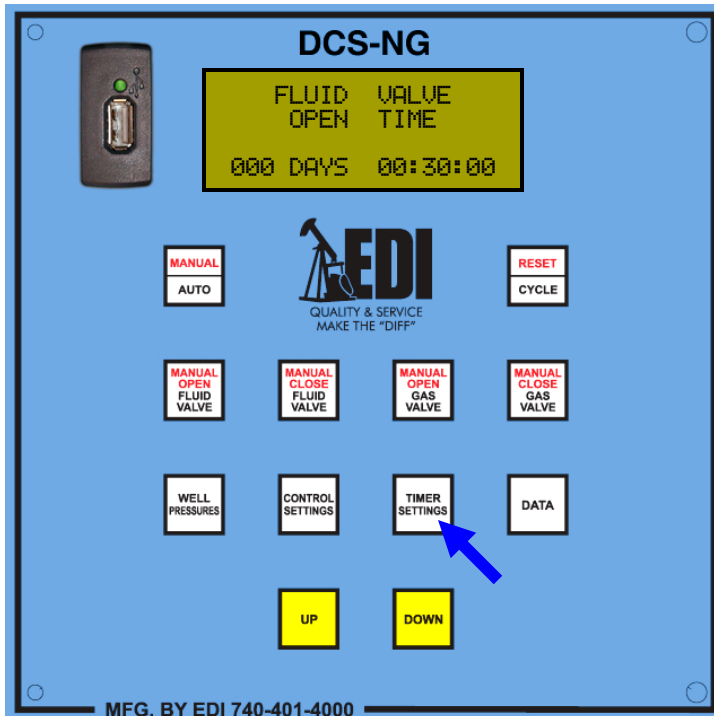 DCS-NG
FLUID VALVE
OPEN TIME
000 DAYS 00:30:00
EDI
QUALITY & SERVICE
MAKE THE "DIFF"
MANUAL
AUTO
RESET
CYCLE
MANUAL
OPEN
FLUID
VALVE
MANUAL
CLOSE
FLUID
VALVE
MANUAL
OPEN
GAS
VALVE
MANUAL
CLOSE
GAS
VALVE
WELL
PRESSURES
CONTROL
SETTINGS
TIMER
SETTINGS
DATA
UP
DOWN
MFG. BY EDI 740-401-4000